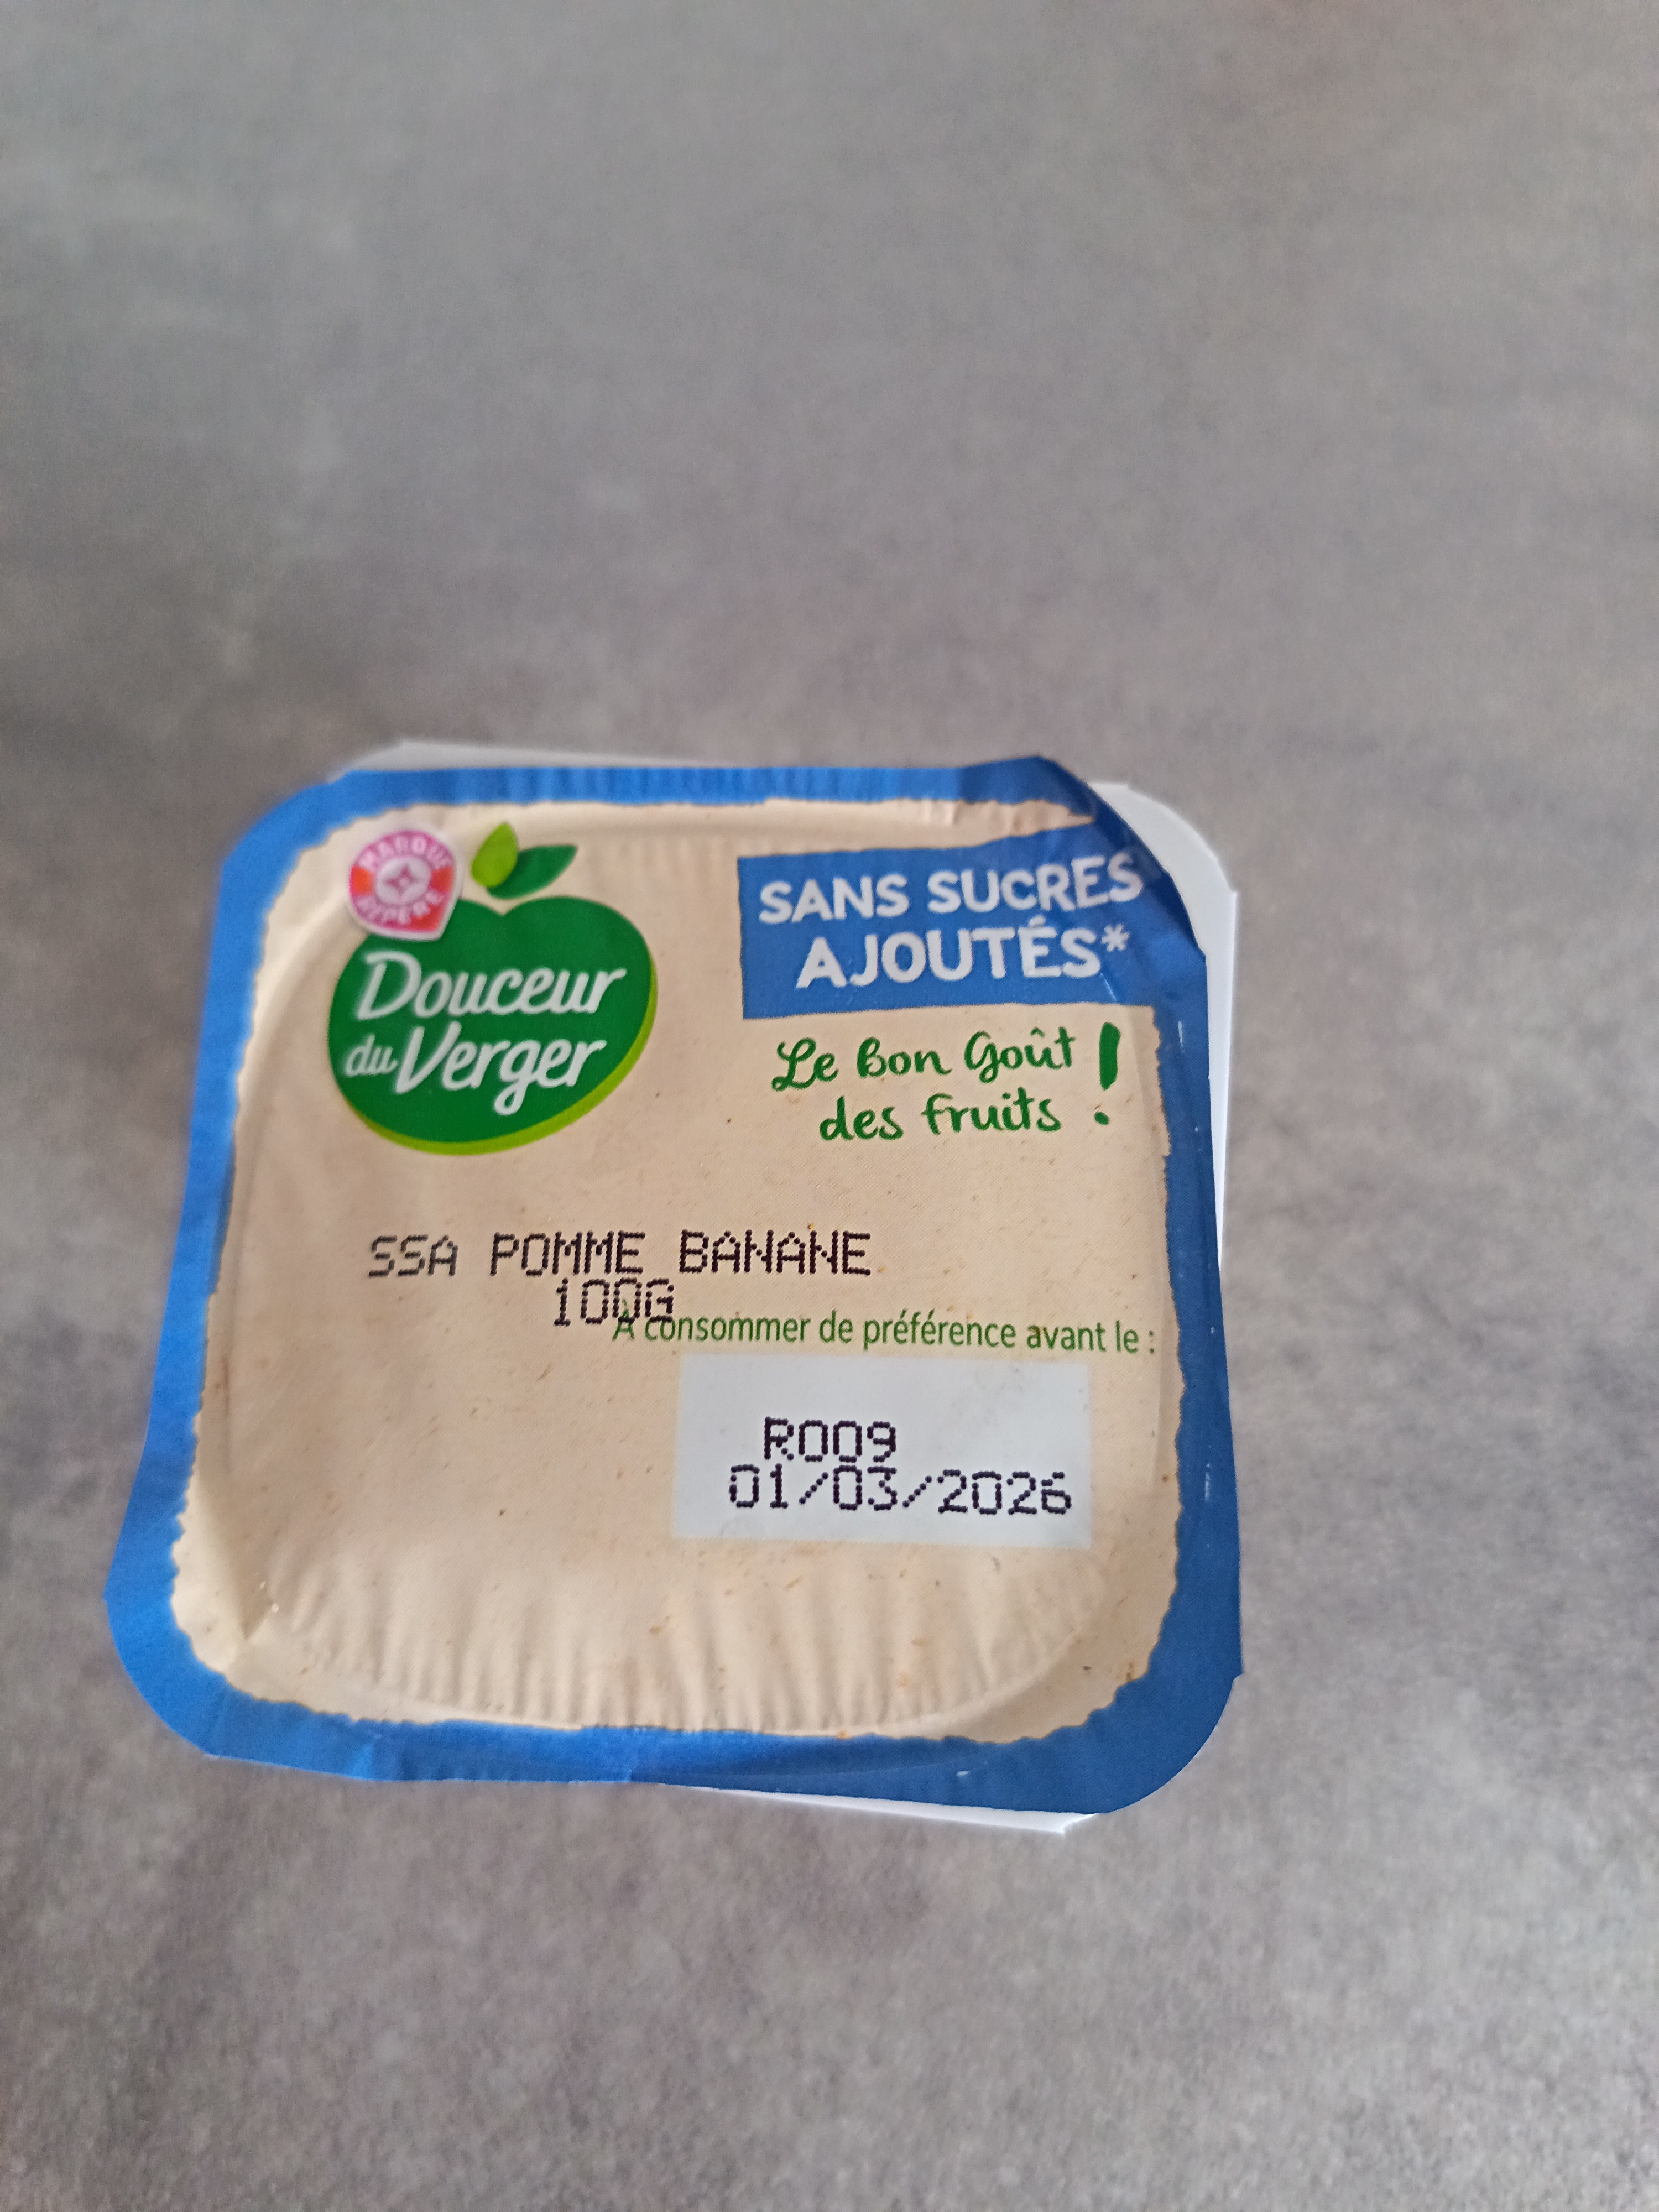 MARQUE
REPÈRE
Douceur
du Verger
SANS SUCRES
AJOUTÉS*
Le Bon Goût
des fruits !
SSA POMME BANANE
100G
À consommer de préférence avant le :
R009
01/03/2026